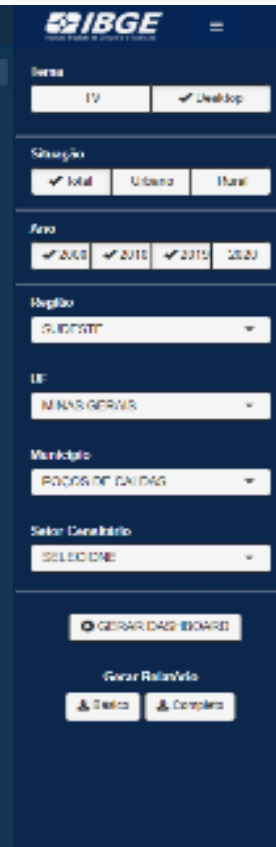 IBGE
Tema
TV ✔ Desktop
Situação
✔ Total Urbano Rural
Ano
✔ 2000 ✔ 2010 ✔ 2015 2020
Região
SUDESTE
UF
MINAS GERAIS
Município
POÇOS DE CALDAS
Setor Censitário
SELECIONE
GERAR DASHBOARD
Gerar Relatório
Básico Completo